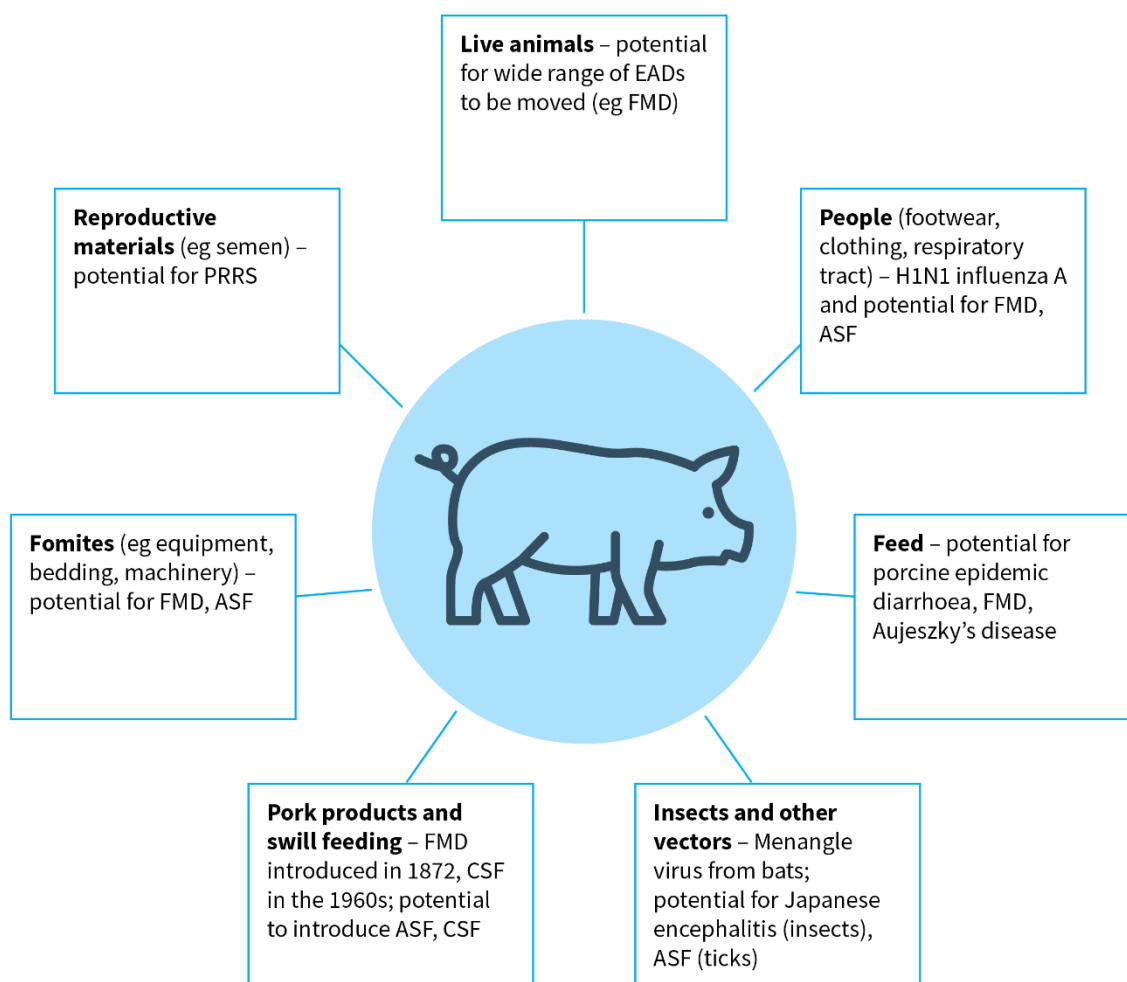 Live animals – potential
for wide range of EADs
to be moved (eg FMD)
Reproductive
materials (eg semen) –
potential for PRRS
People (footwear,
clothing, respiratory
tract) – H1N1 influenza A
and potential for FMD,
ASF
Fomites (eg equipment,
bedding, machinery) –
potential for FMD, ASF
Feed – potential for
porcine epidemic
diarrhoea, FMD,
Aujeszky’s disease
Pork products and
swill feeding – FMD
introduced in 1872, CSF
in the 1960s; potential
to introduce ASF, CSF
Insects and other
vectors – Menangle
virus from bats;
potential for Japanese
encephalitis (insects),
ASF (ticks)